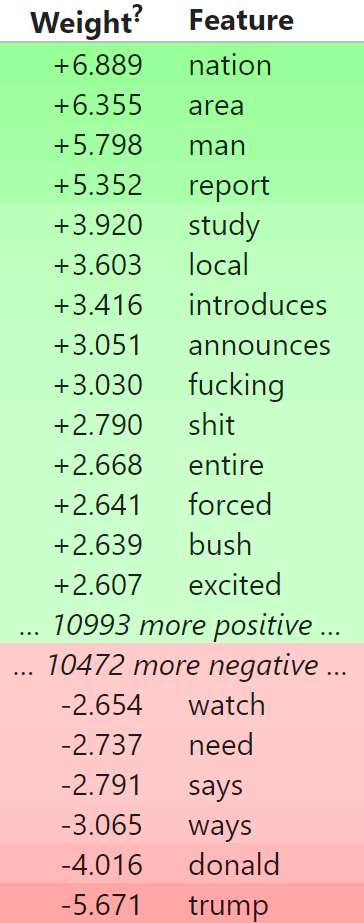 Weight? Feature
+6.889 nation
+6.355 area
+5.798 man
+5.352 report
+3.920 study
+3.603 local
+3.416 introduces
+3.051 announces
+3.030 fucking
+2.790 shit
+2.668 entire
+2.641 forced
+2.639 bush
+2.607 excited
... 10993 more positive ...
... 10472 more negative ...
-2.654 watch
-2.737 need
-2.791 says
-3.065 ways
-4.016 donald
-5.671 trump